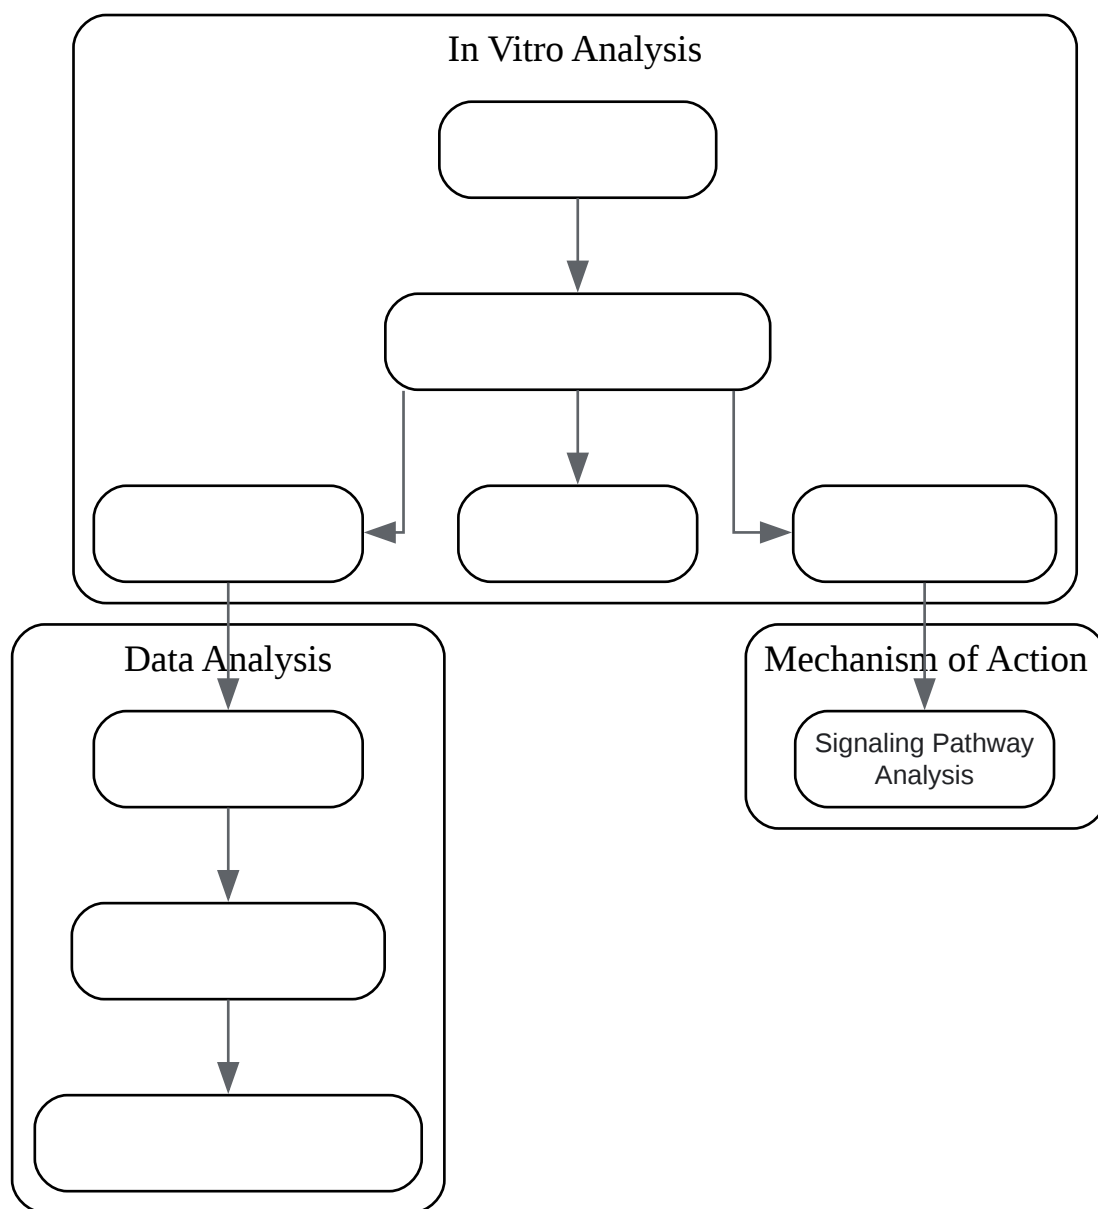 In Vitro Analysis
Data Analysis
Mechanism of Action
Signaling Pathway
Analysis